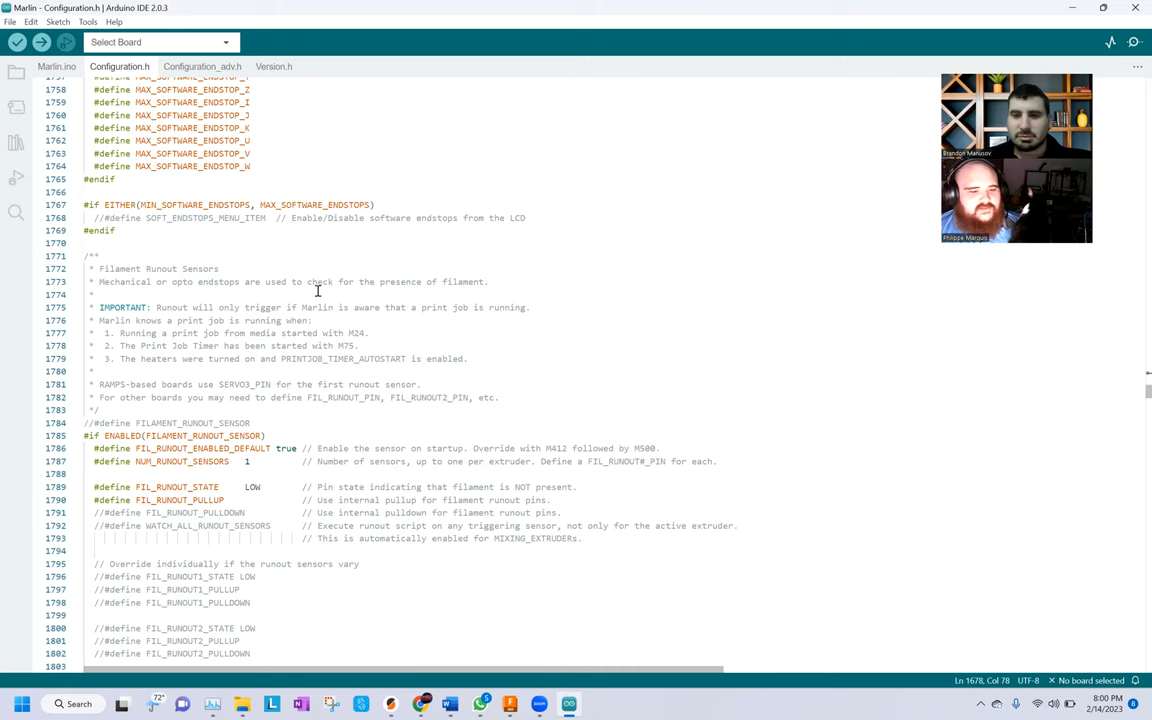 Marlin - Configuration.h | Arduino IDE 2.0.3
File Edit Sketch Tools Help
Select Board
Marlin.ino Configuration.h Configuration_adv.h Version.h
1758 #define MAX_SOFTWARE_ENDSTOP_Z
1759 #define MAX_SOFTWARE_ENDSTOP_I
1760 #define MAX_SOFTWARE_ENDSTOP_J
1761 #define MAX_SOFTWARE_ENDSTOP_K
1762 #define MAX_SOFTWARE_ENDSTOP_U
1763 #define MAX_SOFTWARE_ENDSTOP_V
1764 #define MAX_SOFTWARE_ENDSTOP_W
1765 #endif
1766
1767 #if EITHER(MIN_SOFTWARE_ENDSTOPS, MAX_SOFTWARE_ENDSTOPS)
1768 //#define SOFT_ENDSTOPS_MENU_ITEM // Enable/Disable software endstops from the LCD
1769 #endif
1770
1771 /**
1772 * Filament Runout Sensors
1773 * Mechanical or opto endstops are used to check for the presence of filament.
1774 *
1775 * IMPORTANT: Runout will only trigger if Marlin is aware that a print job is running.
1776 * Marlin knows a print job is running when:
1777 * 1. Running a print job from media started with M24.
1778 * 2. The Print Job Timer has been started with M75.
1779 * 3. The heaters were turned on and PRINTJOB_TIMER_AUTOSTART is enabled.
1780 *
1781 * RAMPS-based boards use SERVO3_PIN for the first runout sensor.
1782 * For other boards you may need to define FIL_RUNOUT_PIN, FIL_RUNOUT2_PIN, etc.
1783 */
1784 //#define FILAMENT_RUNOUT_SENSOR
1785 #if ENABLED(FILAMENT_RUNOUT_SENSOR)
1786 #define FIL_RUNOUT_ENABLED_DEFAULT true // Enable the sensor on startup. Override with M412 followed by M500.
1787 #define NUM_RUNOUT_SENSORS 1 // Number of sensors, up to one per extruder. Define a FIL_RUNOUT#_PIN for each.
1788
1789 #define FIL_RUNOUT_STATE LOW // Pin state indicating that filament is NOT present.
1790 #define FIL_RUNOUT_PULLUP // Use internal pullup for filament runout pins.
1791 //#define FIL_RUNOUT_PULLDOWN // Use internal pulldown for filament runout pins.
1792 //#define WATCH_ALL_RUNOUT_SENSORS // Execute runout script on any triggering sensor, not only for the active extruder.
1793 // This is automatically enabled for MIXING_EXTRUDERs.
1794
1795 // Override individually if the runout sensors vary
1796 //#define FIL_RUNOUT1_STATE LOW
1797 //#define FIL_RUNOUT1_PULLUP
1798 //#define FIL_RUNOUT1_PULLDOWN
1799
1800 //#define FIL_RUNOUT2_STATE LOW
1801 //#define FIL_RUNOUT2_PULLUP
1802 //#define FIL_RUNOUT2_PULLDOWN
1803
Brandon Manusov
Philippe Marquis
Ln 1678, Col 78 UTF-8 No board selected
Search 72° 8:00 PM
2/14/2023